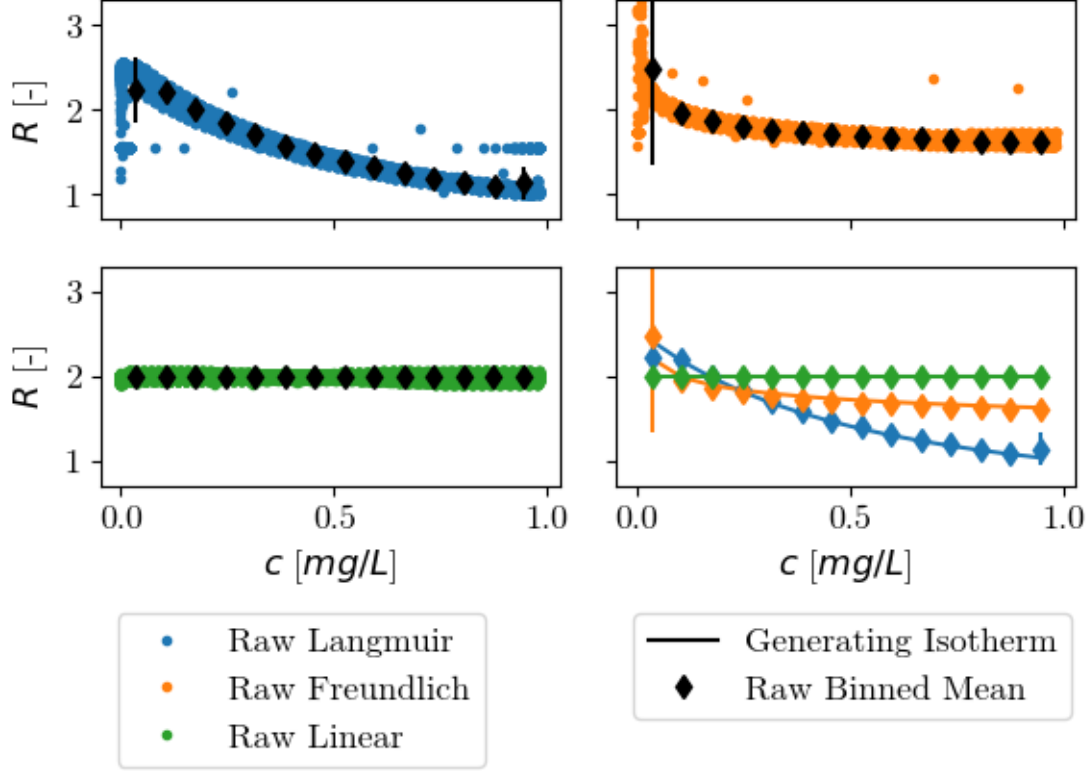 3
2
1
R [-]
3
2
1
R [-]
0.0 0.5 1.0
0.0 0.5 1.0
c [mg/L]
c [mg/L]
Raw Langmuir
Raw Freundlich
Raw Linear
Generating Isotherm
Raw Binned Mean